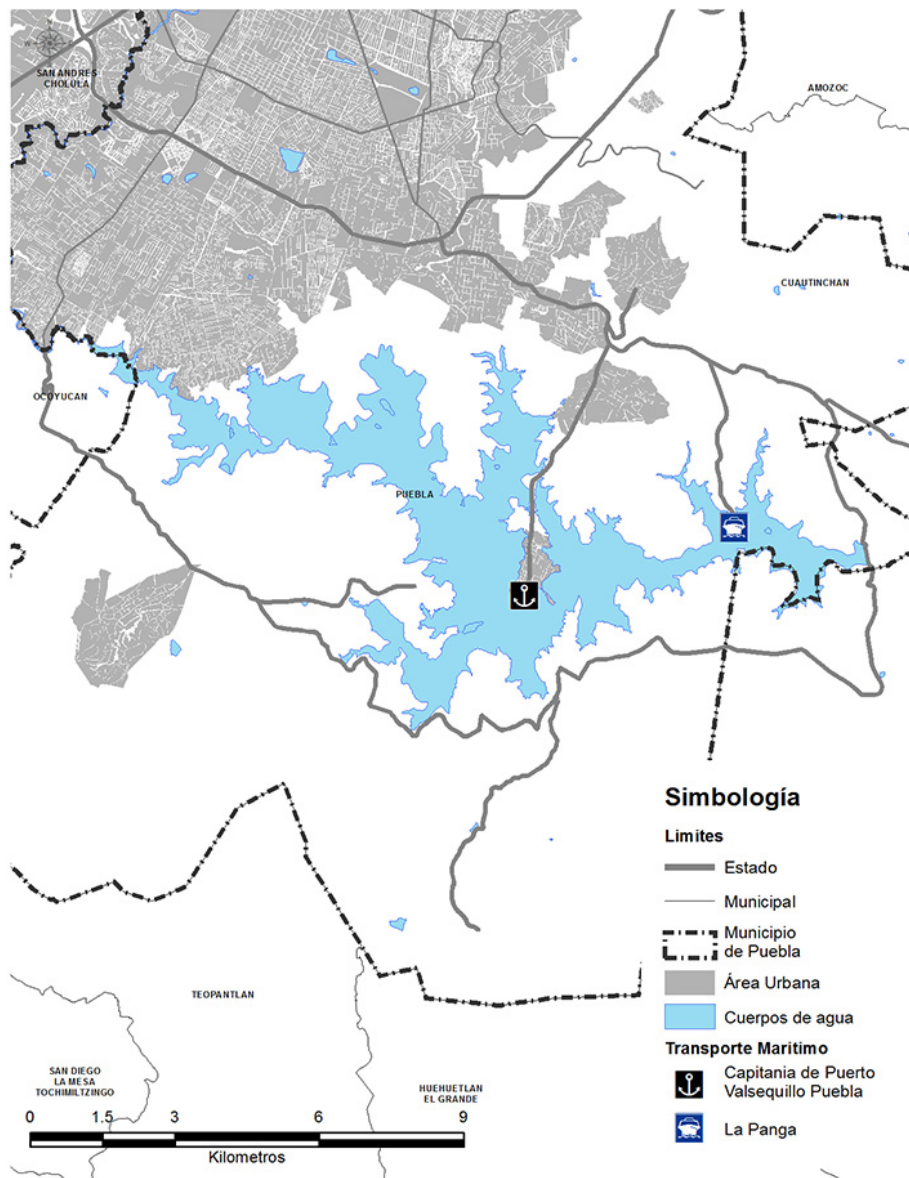 W
SAN ANDRES
CHOLULA
AMOZOC
CUAUTINCHAN
OCOYUCAN
PUEBLA
TEOPANTLAN
SAN DIEGO
LA MESA
TOCHIMILTZINGO
HUEHUETLAN
EL GRANDE
0 1.5 3 6 9
Kilometros
Simbología
Limites
Estado
Municipal
Municipio
de Puebla
Área Urbana
Cuerpos de agua
Transporte Maritimo
Capitania de Puerto
Valsequillo Puebla
La Panga